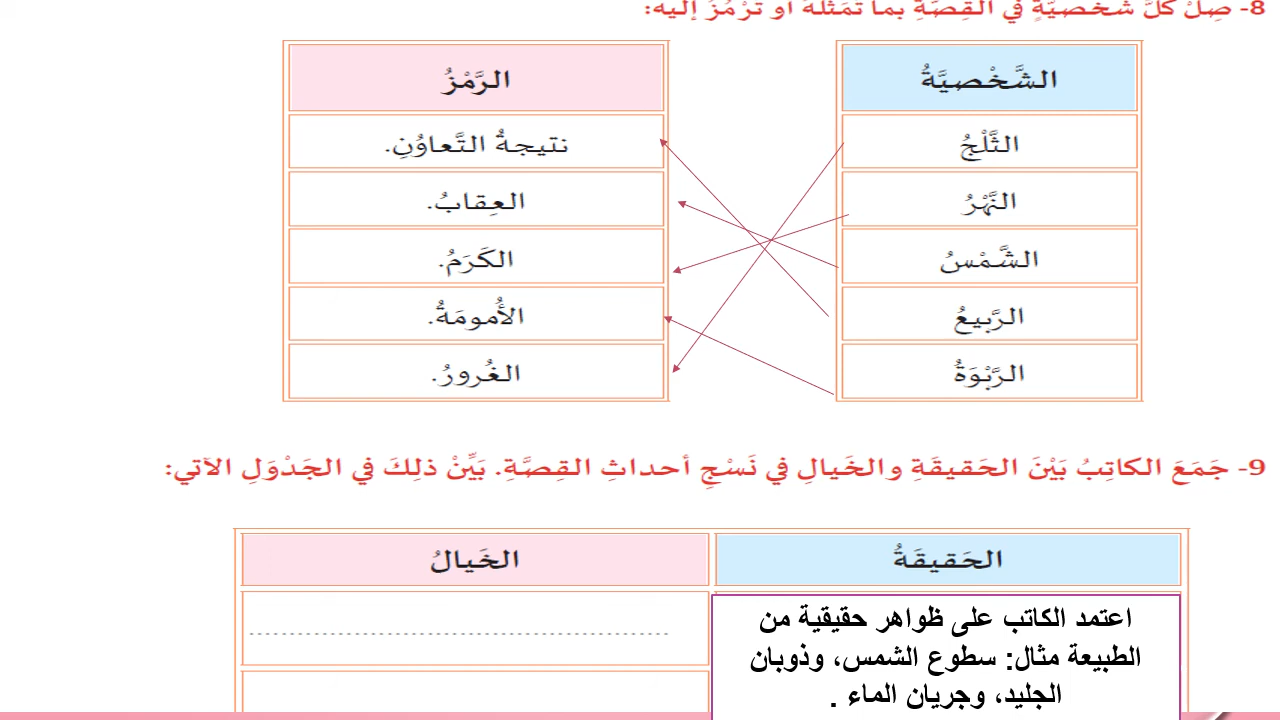 8- صِلْ كُلَّ شَخْصيَّةٍ في القِصَّةِ بما تُمَثِّلُهُ أو تَرْمُزُ إليه:
الشَّخْصيَّةُ
الثَّلْجُ
النَّهْرُ
الشَّمْسُ
الرَّبيعُ
الرَّبْوَةُ
الرَّمْزُ
نتيجةُ التَّعاوُنِ.
العِقابُ.
الكَرَمُ.
الأُمومَةُ.
الغُرورُ.
9- جَمَعَ الكاتِبُ بَيْنَ الحَقيقَةِ والخَيالِ في نَسْجِ أحداثِ القِصَّةِ. بَيِّنْ ذلِكَ في الجَدْوَلِ الآتي:
الحَقيقَةُ
الخَيالُ
اعتمد الكاتب على ظواهر حقيقية من
الطبيعة مثال: سطوع الشمس، وذوبان
الجليد، وجريان الماء .